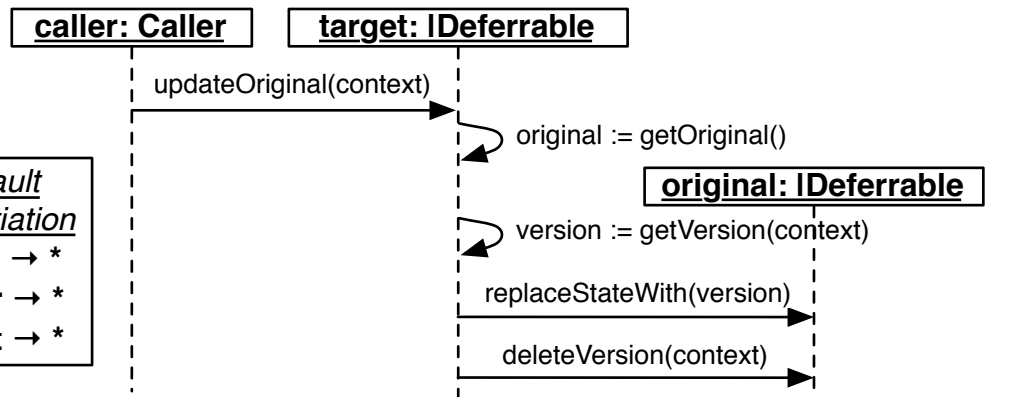 caller: Caller
target: IDeferrable
updateOriginal(context)
original := getOriginal()
original: IDeferrable
version := getVersion(context)
replaceStateWith(version)
deleteVersion(context)
→ *
→ *
→ *